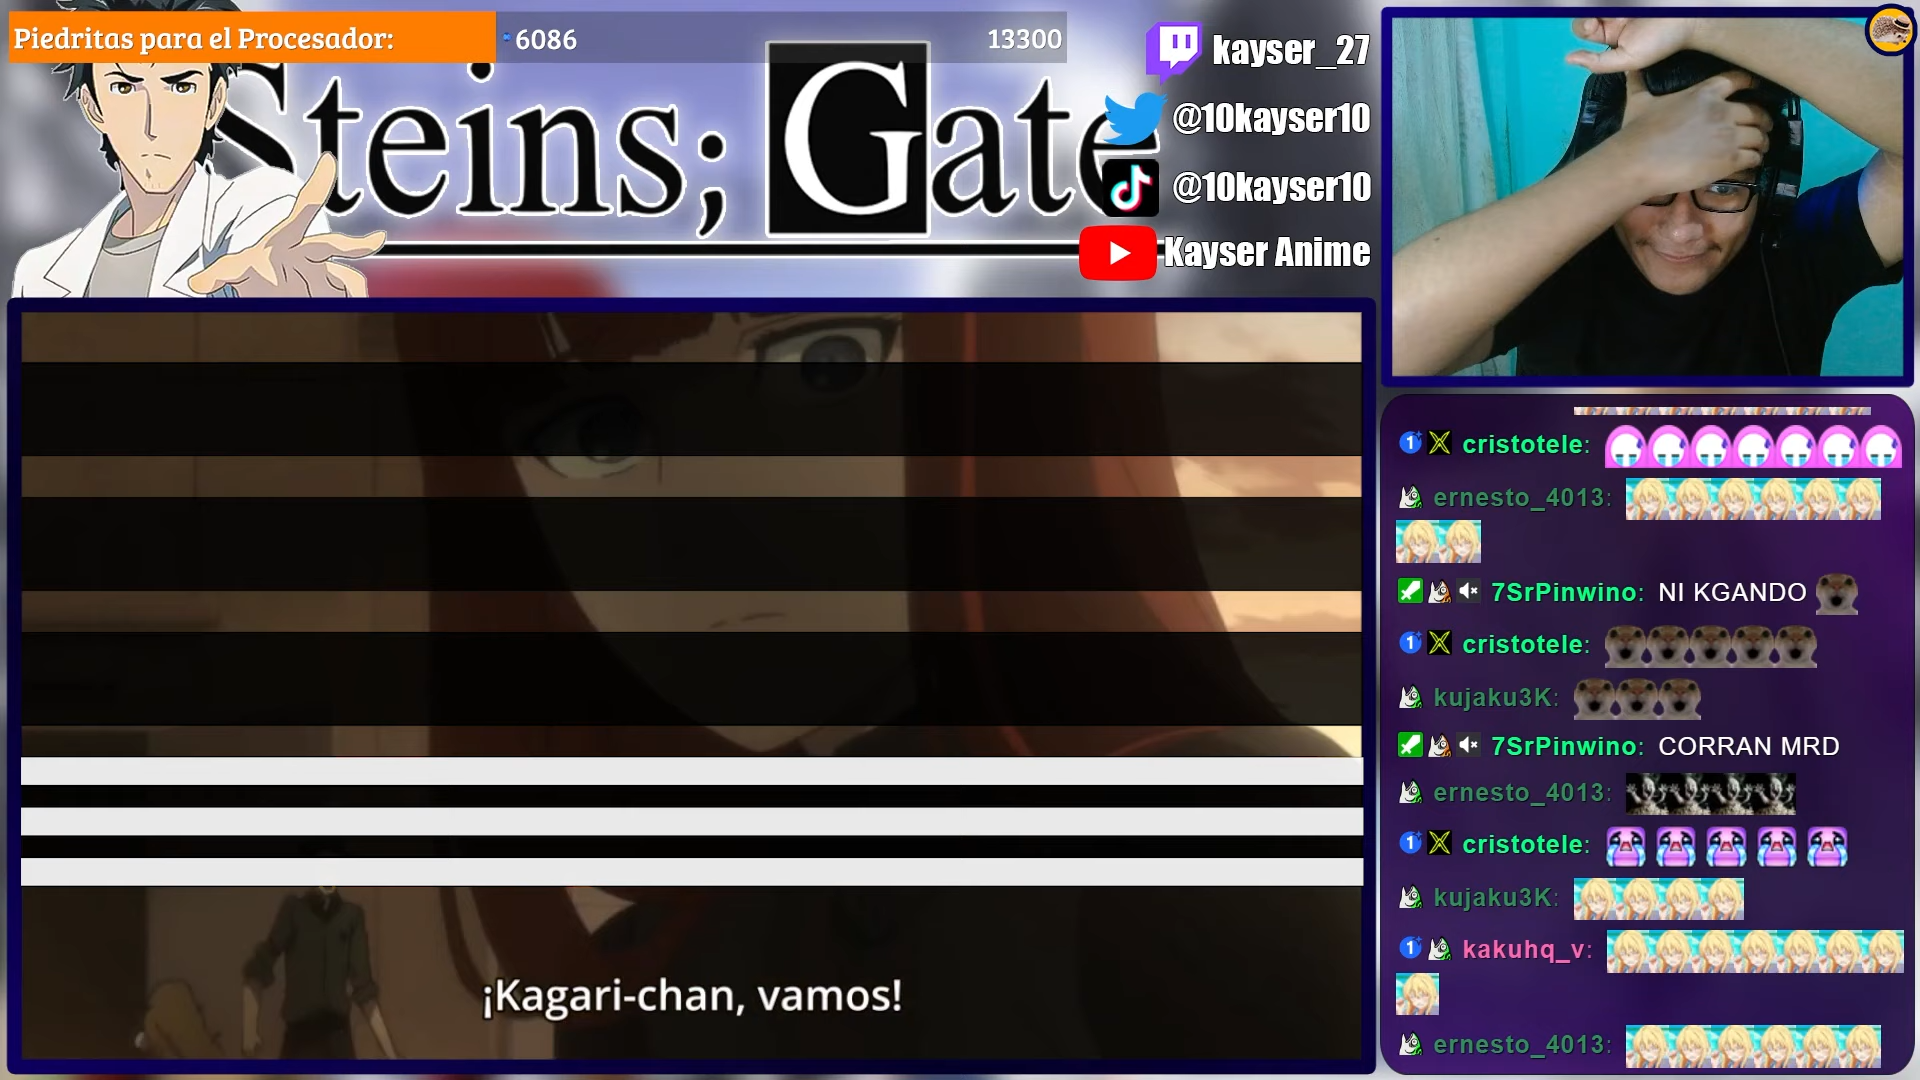 Piedritas para el Procesador:
6086
13300
Steins; Gate
kayser_27
@10kayser10
@10kayser10
Kayser Anime
cristotele:
ernesto_4013:
7SrPinwino: NI KGANDO
cristotele:
kujaku3K:
7SrPinwino: CORRAN MRD
ernesto_4013:
cristotele:
kujaku3K:
kakuhq_v:
ernesto_4013:
¡Kagari-chan, vamos!